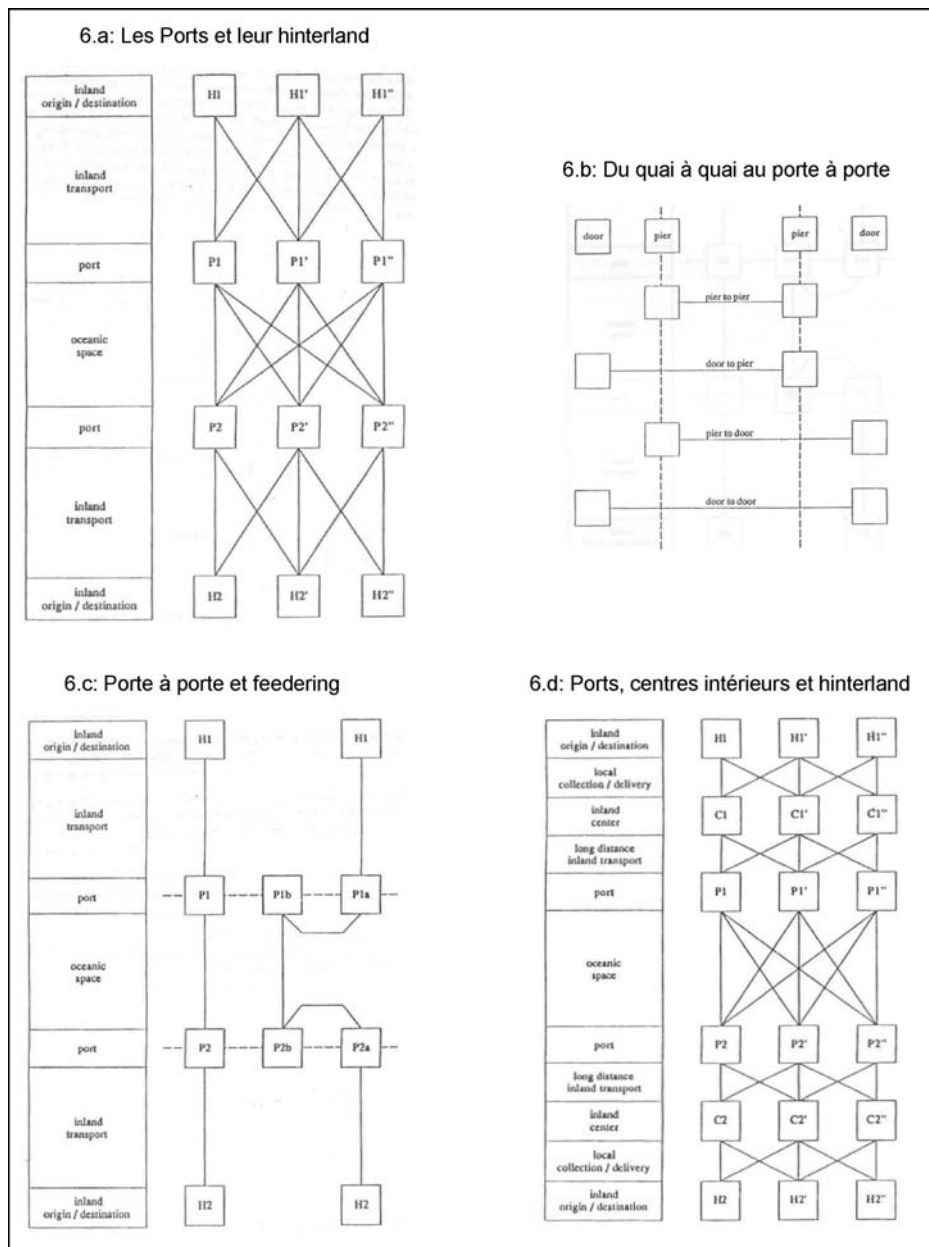 6.a: Les Ports et leur hinterland
inland
origin / destination
H1
H1'
H1"
inland
transport
port
P1
P1'
P1"
oceanic
space
port
P2
P2'
P2"
inland
transport
inland
origin / destination
H2
H2'
H2"
6.b: Du quai à quai au porte à porte
door
pier
pier
door
pier to pier
door to pier
pier to door
door to door
6.c: Porte à porte et feedering
inland
origin / destination
H1
H1
inland
transport
port
P1
P1b
P1a
oceanic
space
port
P2
P2b
P2a
inland
transport
inland
origin / destination
H2
H2
6.d: Ports, centres intérieurs et hinterland
inland
origin / destination
H1
H1'
H1"
local
collection / delivery
inland
center
C1
C1'
C1"
long distance
inland transport
port
P1
P1'
P1"
oceanic
space
port
P2
P2'
P2"
long distance
inland transport
inland
center
C2
C2'
C2"
local
collection / delivery
inland
origin / destination
H2
H2'
H2"